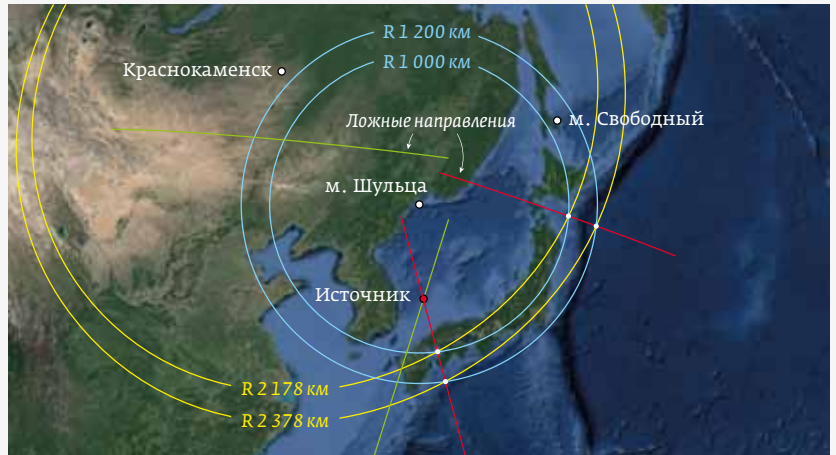 R 1 200 км
R 1 000 км
Краснокаменск
Ложные направления
м. Свободный
м. Шульца
Источник
R 2 178 км
R 2 378 км